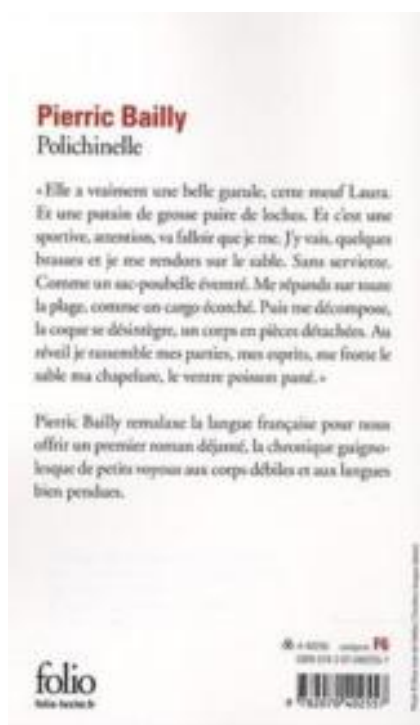 Pierric Bailly
Polichinelle
« Elle a vraiment une belle gueule, cette meuf Laura.
Et une putain de grosse paire de loches. Et c'est une
sportive, attention, va falloir que je me. J'y vais, quelques
brasses et je me rendors sur le sable. Sans serviette.
Comme un sac-poubelle éventré. Me répands sur toute
la plage, comme un cargo écorché. Puis me décompose,
la coque se désintègre, un corps en pièces détachées. Au
réveil je rassemble mes parties, mes esprits, me frotte le
sable ma chapelure, le ventre poisson pané. »
Pierric Bailly remalaxe la langue française pour nous
offrir un premier roman déjanté, la chronique guigno-
lesque de petits voyous aux corps débiles et aux langues
bien pendues.
F6
folio
folio-lesite.fr